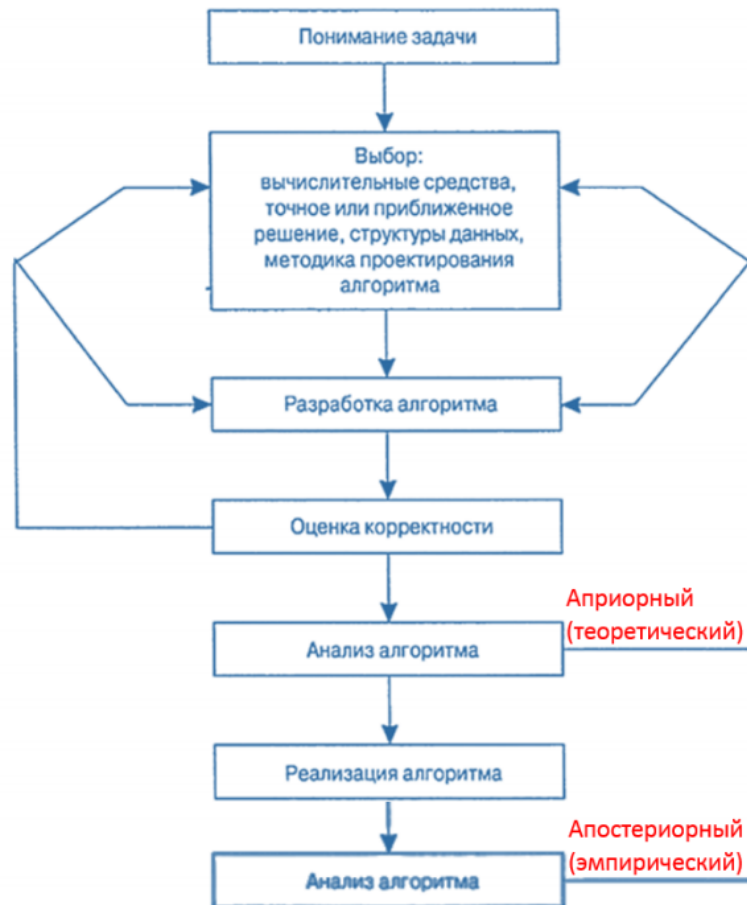 Понимание задачи
Выбор:
вычислительные средства,
точное или приближенное
решение, структуры данных,
методика проектирования
алгоритма
Разработка алгоритма
Оценка корректности
Априорный
(теоретический)
Анализ алгоритма
Реализация алгоритма
Апостериорный
(эмпирический)
Анализ алгоритма